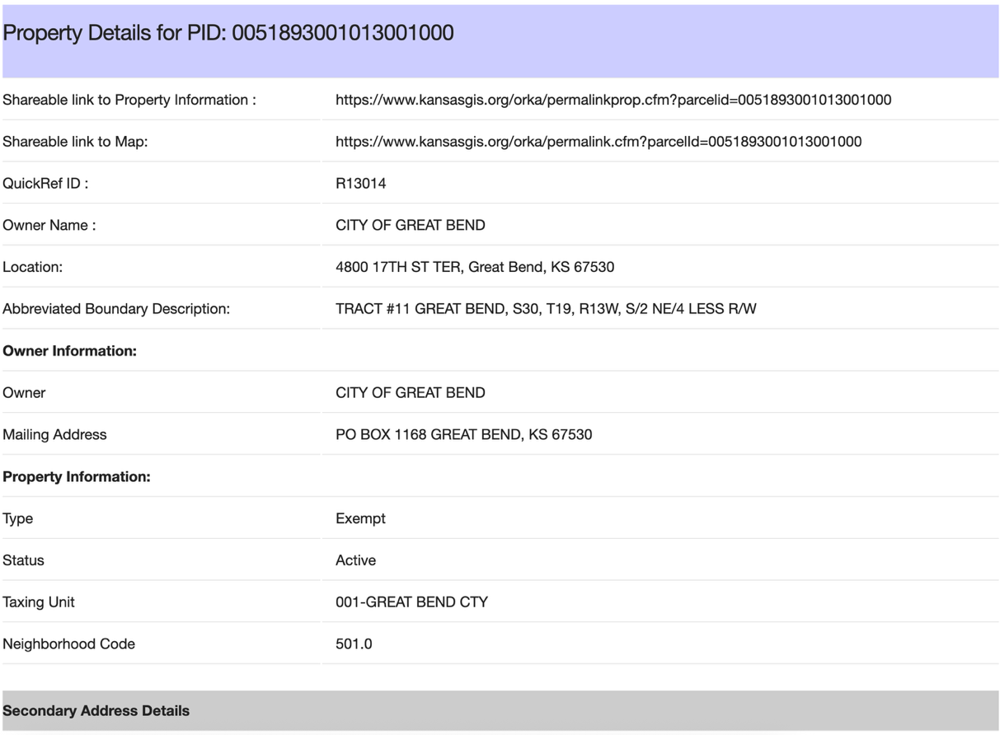 Property Details for PID: 0051893001013001000
Shareable link to Property Information : https://www.kansasgis.org/orka/permalinkprop.cfm?parcelid=0051893001013001000
Shareable link to Map: https://www.kansasgis.org/orka/permalink.cfm?parcelId=0051893001013001000
QuickRef ID : R13014
Owner Name : CITY OF GREAT BEND
Location: 4800 17TH ST TER, Great Bend, KS 67530
Abbreviated Boundary Description: TRACT #11 GREAT BEND, S30, T19, R13W, S/2 NE/4 LESS R/W
Owner Information:
Owner CITY OF GREAT BEND
Mailing Address PO BOX 1168 GREAT BEND, KS 67530
Property Information:
Type Exempt
Status Active
Taxing Unit 001-GREAT BEND CTY
Neighborhood Code 501.0
Secondary Address Details